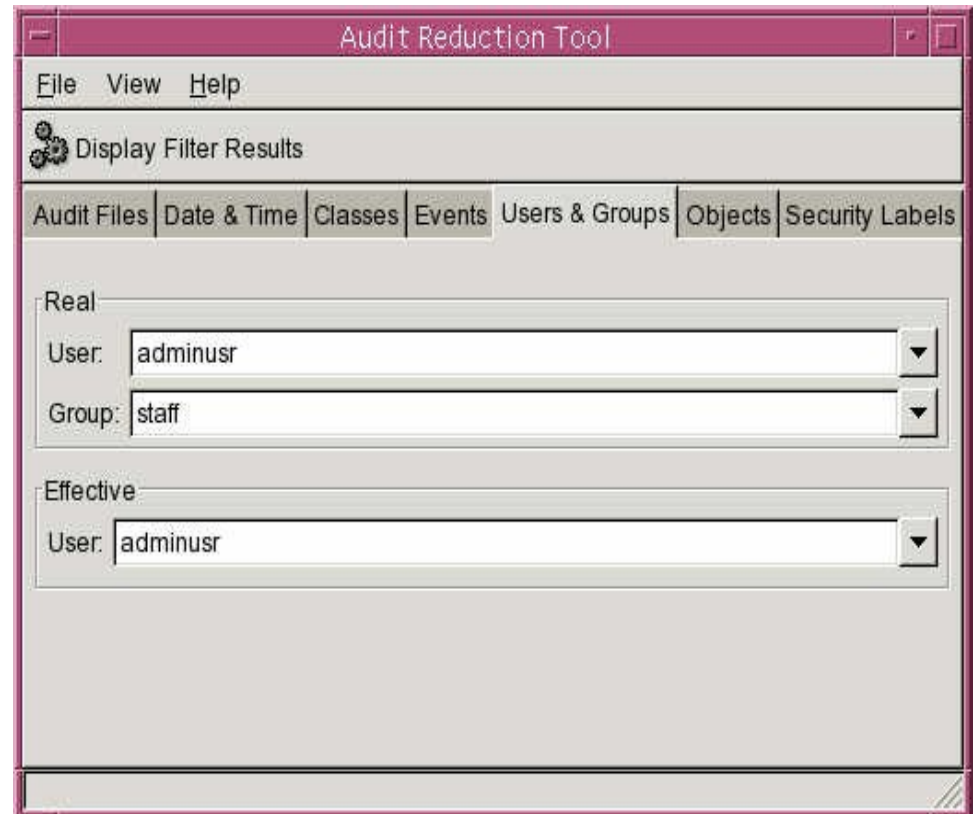 Audit Reduction Tool
File View Help
Display Filter Results
Audit Files Date & Time Classes Events Users & Groups Objects Security Labels
Real
User: adminusr
Group: staff
Effective
User: adminusr